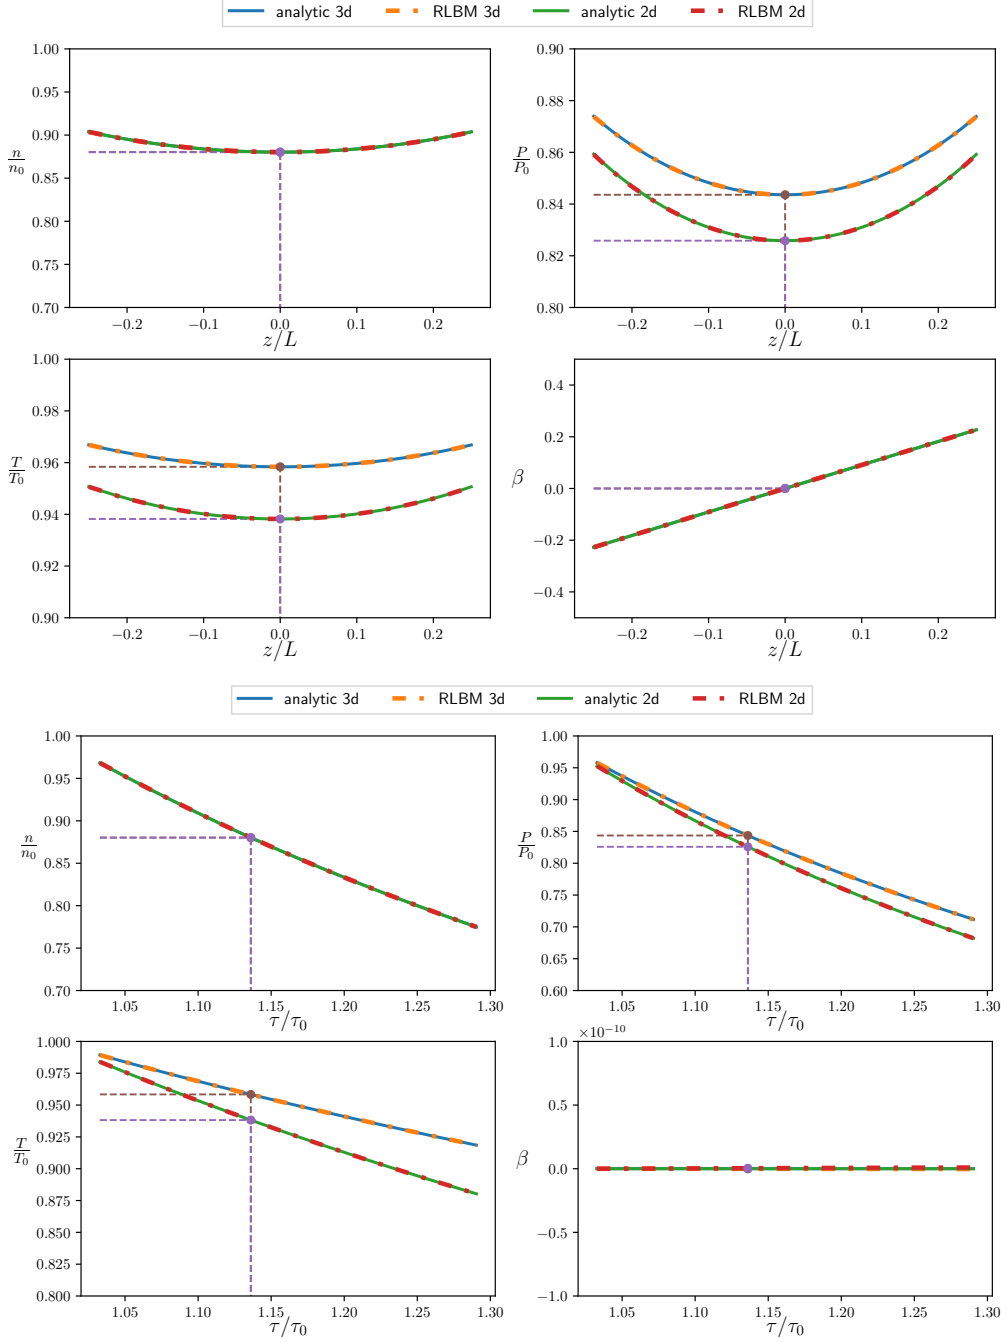 analytic 3d RLBM 3d analytic 2d RLBM 2d
1.00
0.95
0.90
0.85
0.80
0.75
0.70
n/n₀
−0.2 −0.1 0.0 0.1 0.2
z/L
0.90
0.88
0.86
0.84
0.82
0.80
P/P₀
−0.2 −0.1 0.0 0.1 0.2
z/L
1.00
0.98
0.96
0.94
0.92
0.90
T/T₀
−0.2 −0.1 0.0 0.1 0.2
z/L
0.4
0.2
0.0
−0.2
−0.4
β
−0.2 −0.1 0.0 0.1 0.2
z/L
analytic 3d RLBM 3d analytic 2d RLBM 2d
1.00
0.95
0.90
0.85
0.80
0.75
0.70
n/n₀
1.05 1.10 1.15 1.20 1.25 1.30
τ/τ₀
1.00
0.95
0.90
0.85
0.80
0.75
0.70
0.65
0.60
P/P₀
1.05 1.10 1.15 1.20 1.25 1.30
τ/τ₀
1.000
0.975
0.950
0.925
0.900
0.875
0.850
0.825
0.800
T/T₀
1.05 1.10 1.15 1.20 1.25 1.30
τ/τ₀
×10⁻¹⁰
1.0
0.5
0.0
−0.5
−1.0
β
1.05 1.10 1.15 1.20 1.25 1.30
τ/τ₀